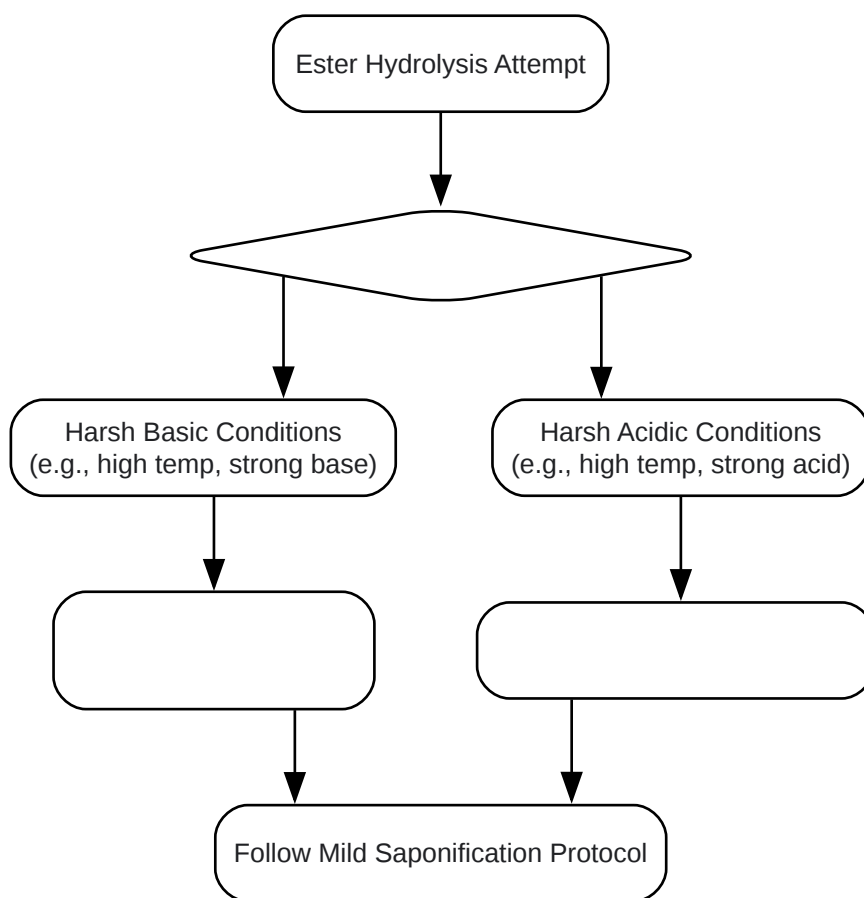 Ester Hydrolysis Attempt
Harsh Basic Conditions
(e.g., high temp, strong base)
Harsh Acidic Conditions
(e.g., high temp, strong acid)
Follow Mild Saponification Protocol